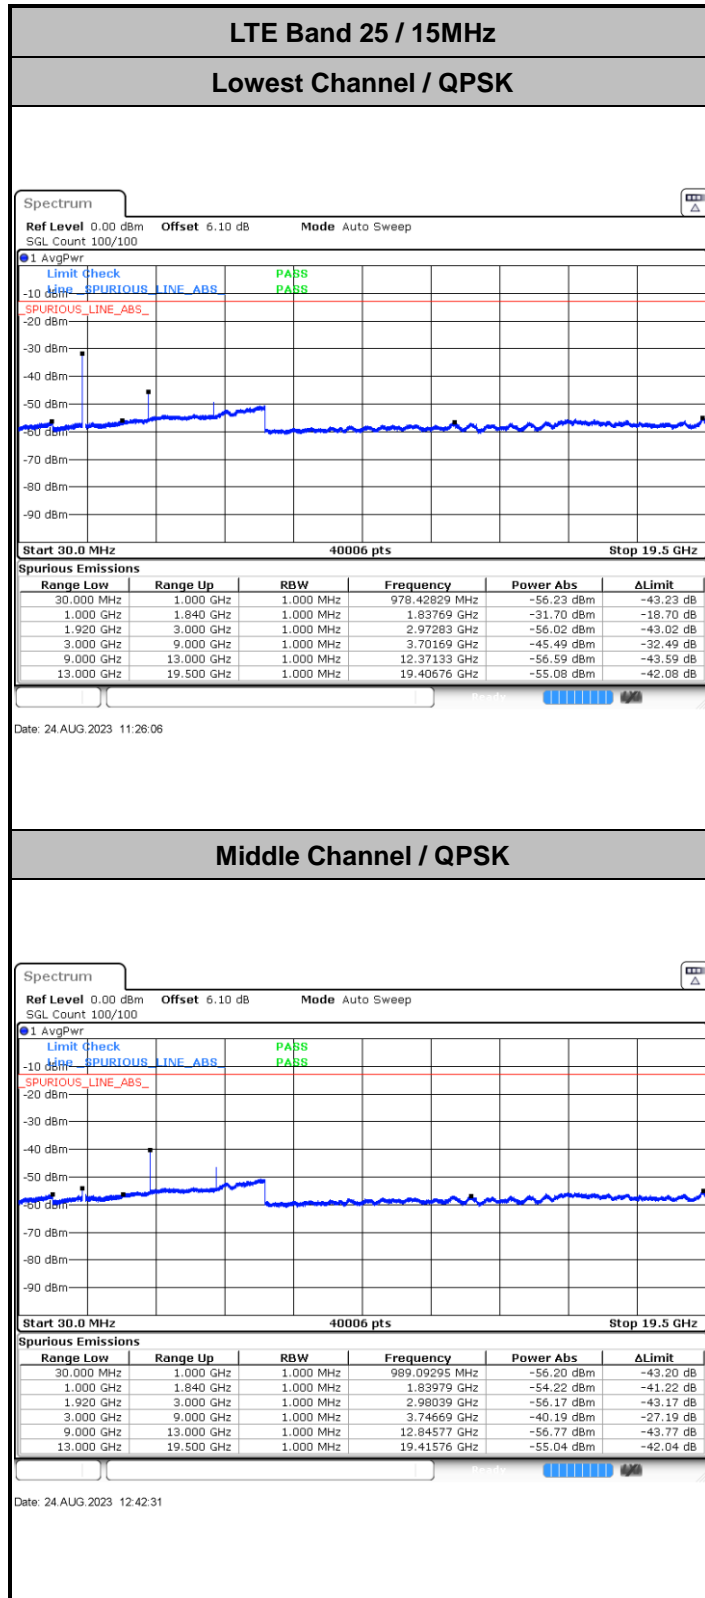 LTE Band 25 / 15MHz
Lowest Channel / QPSK
Spectrum
Ref Level 0.00 dBm Offset 6.10 dB Mode Auto Sweep
SGL Count 100/100
1 AvgPwr
Limit Check PASS
-10 dBm Line _SPURIOUS_LINE_ABS_ PASS
_SPURIOUS_LINE_ABS_
-20 dBm
-30 dBm
-40 dBm
-50 dBm
-60 dBm
-70 dBm
-80 dBm
-90 dBm
Start 30.0 MHz 40006 pts Stop 19.5 GHz
Spurious Emissions
Range Low Range Up RBW Frequency Power Abs ΔLimit
30.000 MHz 1.000 GHz 1.000 MHz 978.42829 MHz -56.23 dBm -43.23 dB
1.000 GHz 1.840 GHz 1.000 MHz 1.83769 GHz -31.70 dBm -18.70 dB
1.920 GHz 3.000 GHz 1.000 MHz 2.97283 GHz -56.02 dBm -43.02 dB
3.000 GHz 9.000 GHz 1.000 MHz 3.70169 GHz -45.49 dBm -32.49 dB
9.000 GHz 13.000 GHz 1.000 MHz 12.37133 GHz -56.59 dBm -43.59 dB
13.000 GHz 19.500 GHz 1.000 MHz 19.40676 GHz -55.08 dBm -42.08 dB
Ready
Date: 24.AUG.2023 11:26:06
Middle Channel / QPSK
Spectrum
Ref Level 0.00 dBm Offset 6.10 dB Mode Auto Sweep
SGL Count 100/100
1 AvgPwr
Limit Check PASS
-10 dBm Line _SPURIOUS_LINE_ABS_ PASS
_SPURIOUS_LINE_ABS_
-20 dBm
-30 dBm
-40 dBm
-50 dBm
-60 dBm
-70 dBm
-80 dBm
-90 dBm
Start 30.0 MHz 40006 pts Stop 19.5 GHz
Spurious Emissions
Range Low Range Up RBW Frequency Power Abs ΔLimit
30.000 MHz 1.000 GHz 1.000 MHz 989.09295 MHz -56.20 dBm -43.20 dB
1.000 GHz 1.840 GHz 1.000 MHz 1.83979 GHz -54.22 dBm -41.22 dB
1.920 GHz 3.000 GHz 1.000 MHz 2.98039 GHz -56.17 dBm -43.17 dB
3.000 GHz 9.000 GHz 1.000 MHz 3.74669 GHz -40.19 dBm -27.19 dB
9.000 GHz 13.000 GHz 1.000 MHz 12.84577 GHz -56.77 dBm -43.77 dB
13.000 GHz 19.500 GHz 1.000 MHz 19.41576 GHz -55.04 dBm -42.04 dB
Ready
Date: 24.AUG.2023 12:42:31